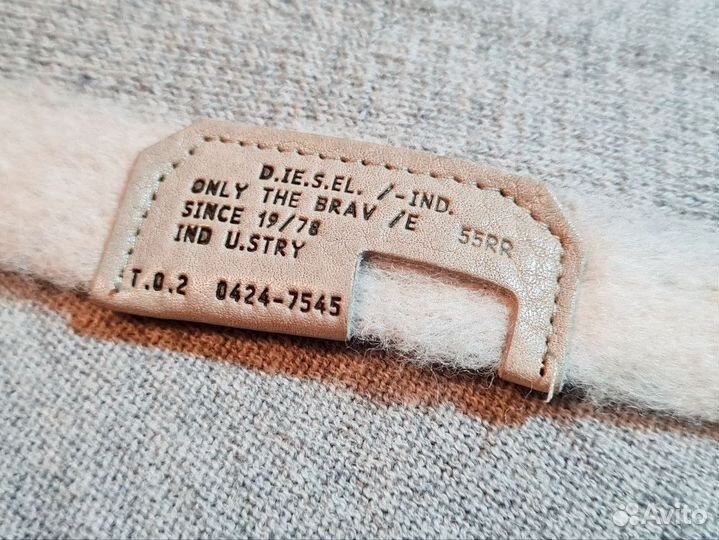 D.IE.S.EL. /-IND.
ONLY THE BRAV /E 55RR
SINCE 19/78
IND U.STRY
T.0.2 0424-7545
Avito